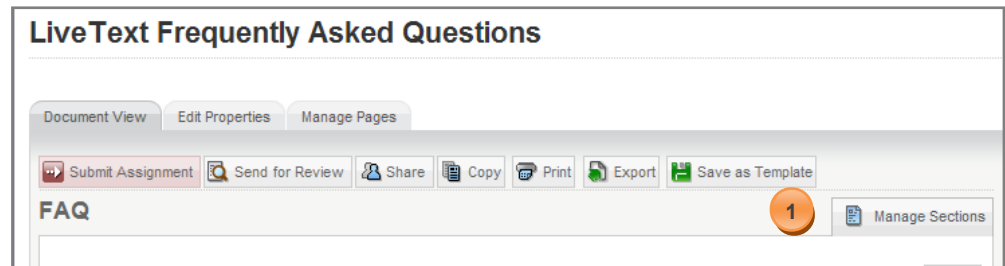 LiveText Frequently Asked Questions
Document View Edit Properties Manage Pages
Submit Assignment Send for Review Share Copy Print Export Save as Template
FAQ 1 Manage Sections